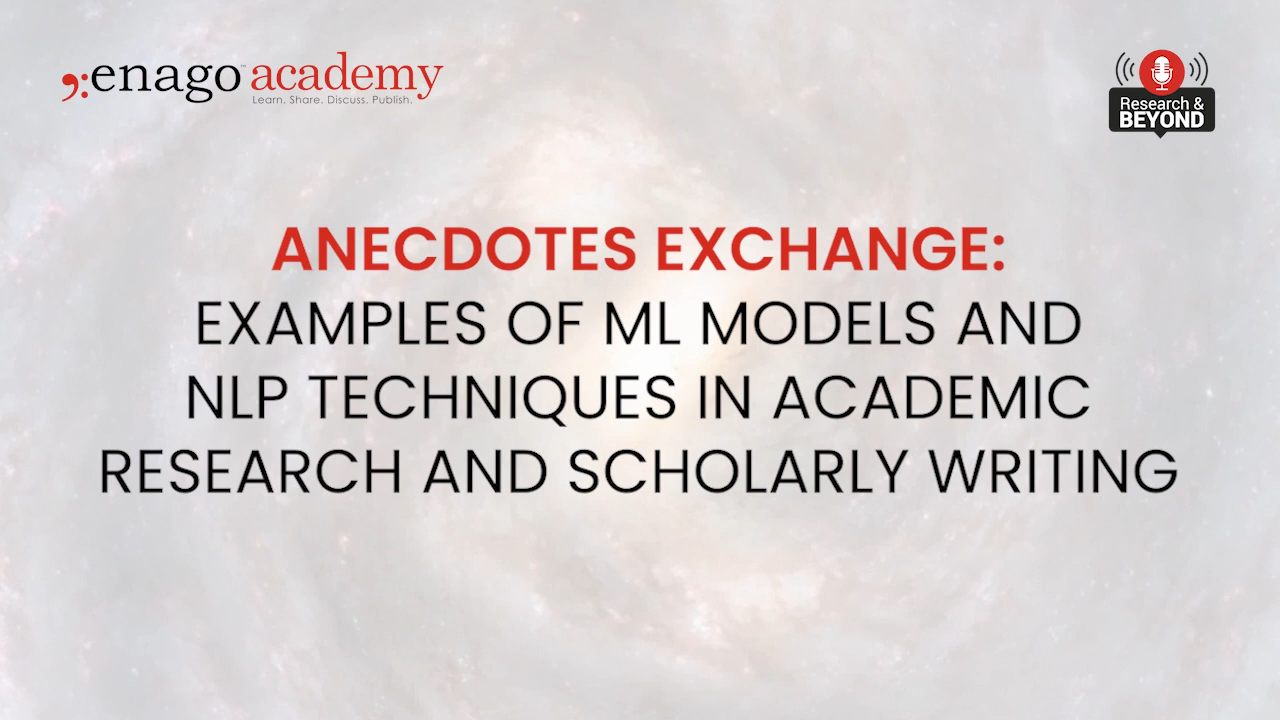 enago academy
Learn. Share. Discuss. Publish.
Research &
BEYOND
ANECDOTES EXCHANGE:
EXAMPLES OF ML MODELS AND
NLP TECHNIQUES IN ACADEMIC
RESEARCH AND SCHOLARLY WRITING